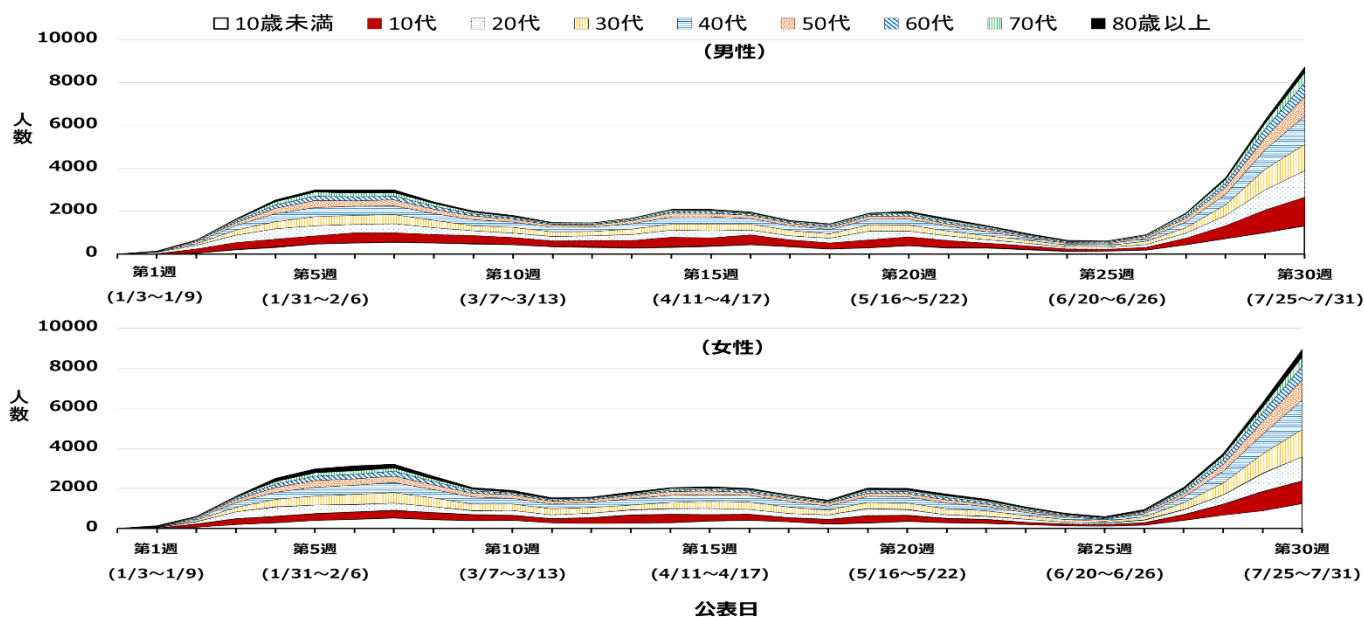 10歳未満 10代 20代 30代 40代 50代 60代 70代 80歳以上
(男性)
人数
10000
8000
6000
4000
2000
0
第1週 第5週 第10週 第15週 第20週 第25週 第30週
(1/3～1/9) (1/31～2/6) (3/7～3/13) (4/11～4/17) (5/16～5/22) (6/20～6/26) (7/25～7/31)
(女性)
人数
10000
8000
6000
4000
2000
0
第1週 第5週 第10週 第15週 第20週 第25週 第30週
(1/3～1/9) (1/31～2/6) (3/7～3/13) (4/11～4/17) (5/16～5/22) (6/20～6/26) (7/25～7/31)
公表日